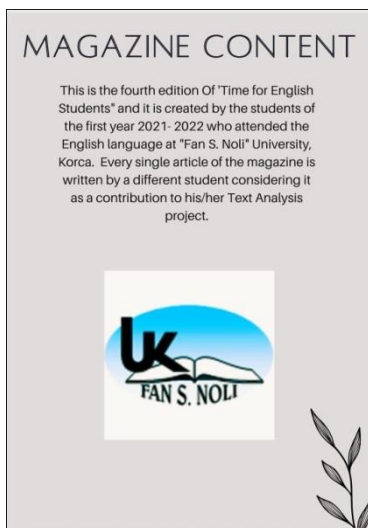 MAGAZINE CONTENT
This is the fourth edition Of 'Time for English
Students" and it is created by the students of
the first year 2021- 2022 who attended the
English language at "Fan S. Noli" University,
Korca. Every single article of the magazine is
written by a different student considering it
as a contribution to his/her Text Analysis
project.
UK
FAN S. NOLI